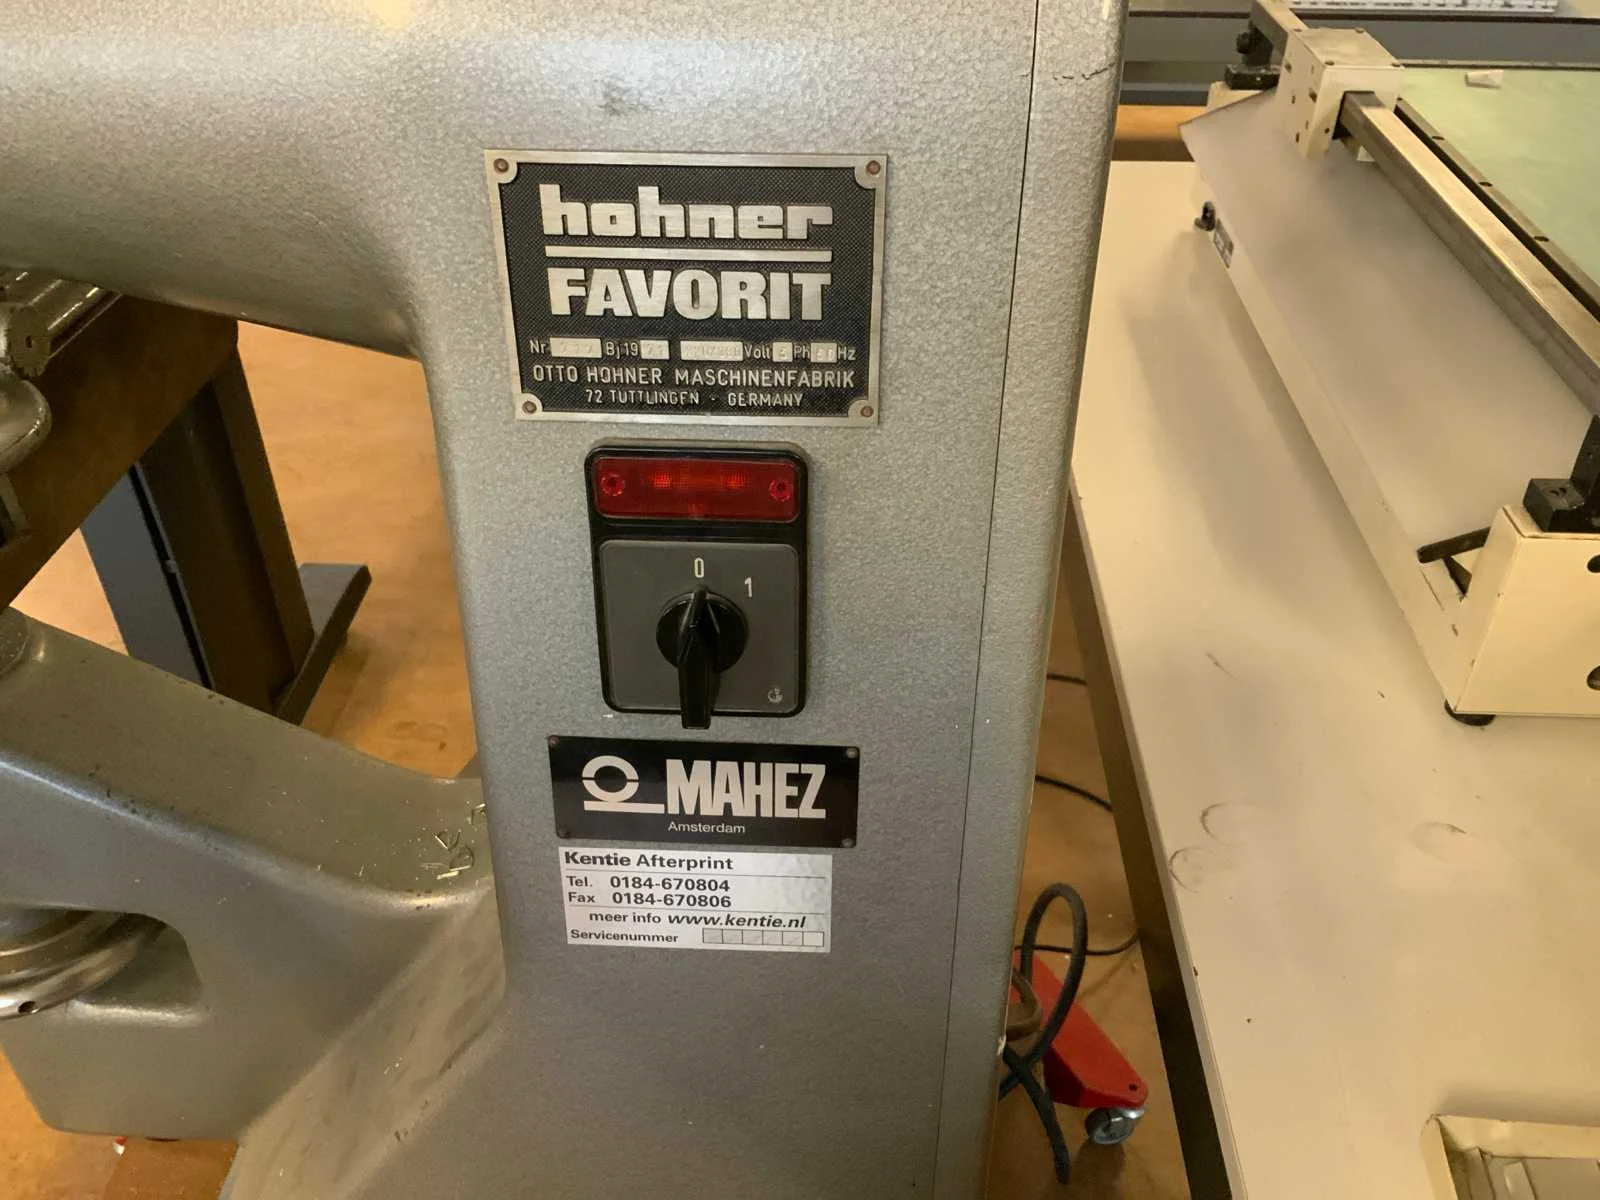 hohner
FAVORIT
Nr. Bj 19 Volt Ph Hz
OTTO HOHNER MASCHINENFABRIK
72 TUTTLINGEN - GERMANY
0
1
MAHEZ
Amsterdam
Kentie Afterprint
Tel. 0184-670804
Fax 0184-670806
meer info www.kentie.nl
Servicenummer